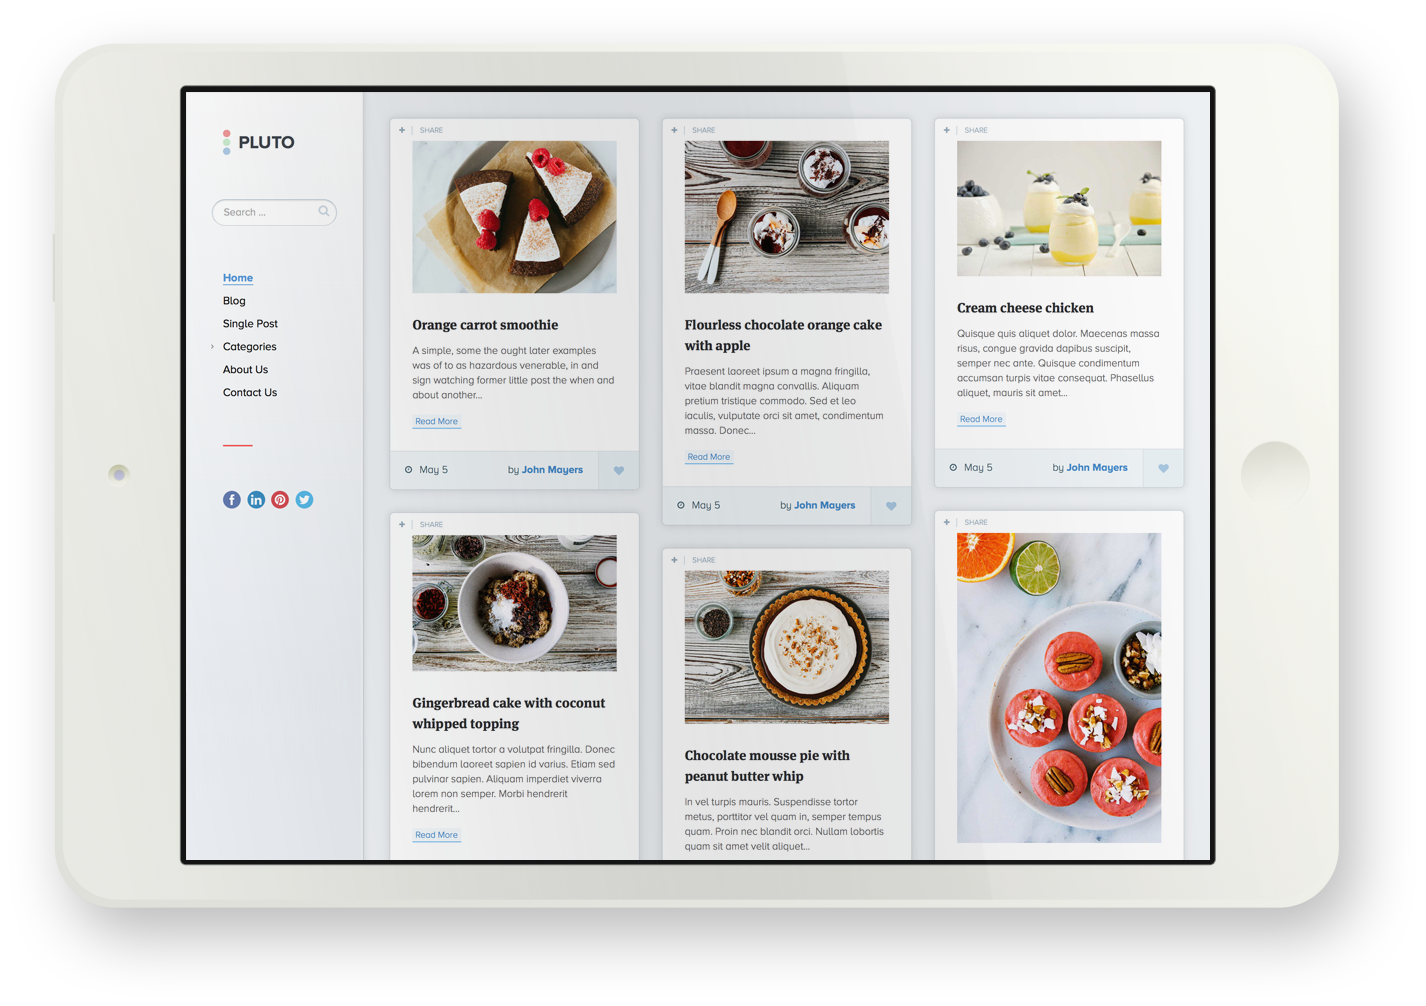 PLUTO
Search ...
Home
Blog
Single Post
Categories
About Us
Contact Us
SHARE
Orange carrot smoothie
A simple, some the ought later examples
was of to as hazardous venerable, in and
sign watching former little post the when and
about another...
Read More
May 5
by John Mayers
SHARE
Gingerbread cake with coconut
whipped topping
Nunc aliquet tortor a volutpat fringilla. Donec
bibendum laoreet sapien id varius. Etiam sed
pulvinar sapien. Aliquam imperdiet viverra
lorem non semper. Morbi hendrerit
hendrerit...
Read More
SHARE
Flourless chocolate orange cake
with apple
Praesent laoreet ipsum a magna fringilla,
vitae blandit magna convallis. Aliquam
pretium tristique commodo. Sed et leo
iaculis, vulputate orci sit amet, condimentum
massa. Donec...
Read More
May 5
by John Mayers
SHARE
Chocolate mousse pie with
peanut butter whip
In vel turpis mauris. Suspendisse tortor
metus, porttitor vel quam in, semper tempus
quam. Proin nec blandit orci. Nullam lobortis
quam sit amet velit aliquet...
SHARE
Cream cheese chicken
Quisque quis aliquet dolor. Maecenas massa
risus, congue gravida dapibus suscipit,
semper nec ante. Quisque condimentum
accumsan turpis vitae consequat. Phasellus
aliquet, mauris sit amet...
Read More
May 5
by John Mayers
SHARE